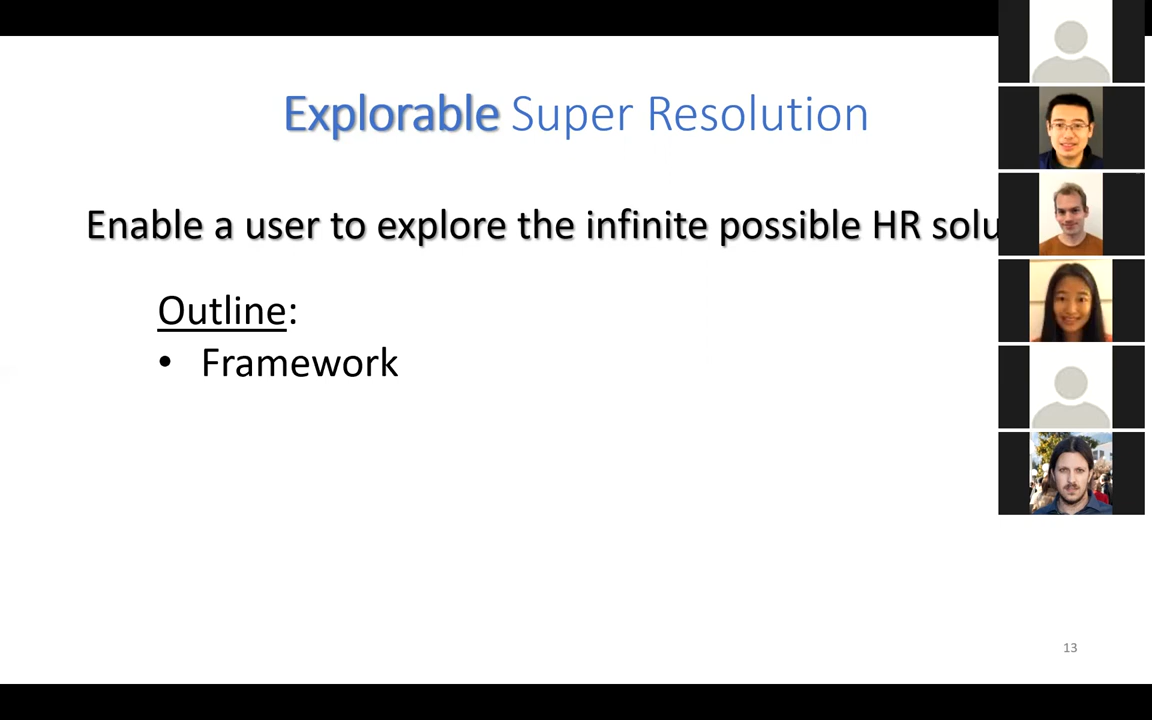 Explorable Super Resolution
Enable a user to explore the infinite possible HR solu
Outline:
• Framework
13